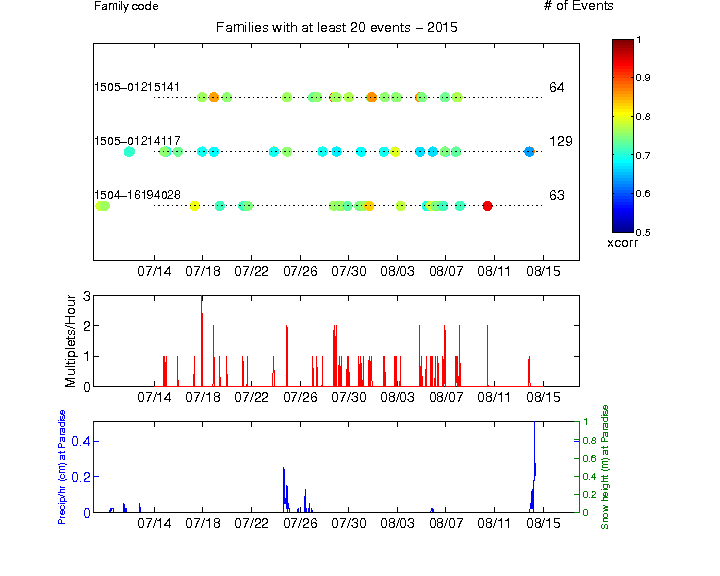 Family code
# of Events
Families with at least 20 events − 2015
1505−01215141
64
1505−01214117
129
1504−16194028
63
07/14 07/18 07/22 07/26 07/30 08/03 08/07 08/11 08/15
1
0.9
0.8
0.7
0.6
0.5
xcorr
Multiplets/Hour
3
2
1
0
07/14 07/18 07/22 07/26 07/30 08/03 08/07 08/11 08/15
Precip/hr (cm) at Paradise
0.4
0.2
0
07/14 07/18 07/22 07/26 07/30 08/03 08/07 08/11 08/15
1
0.8
0.6
0.4
0.2
0
Snow height (m) at Paradise